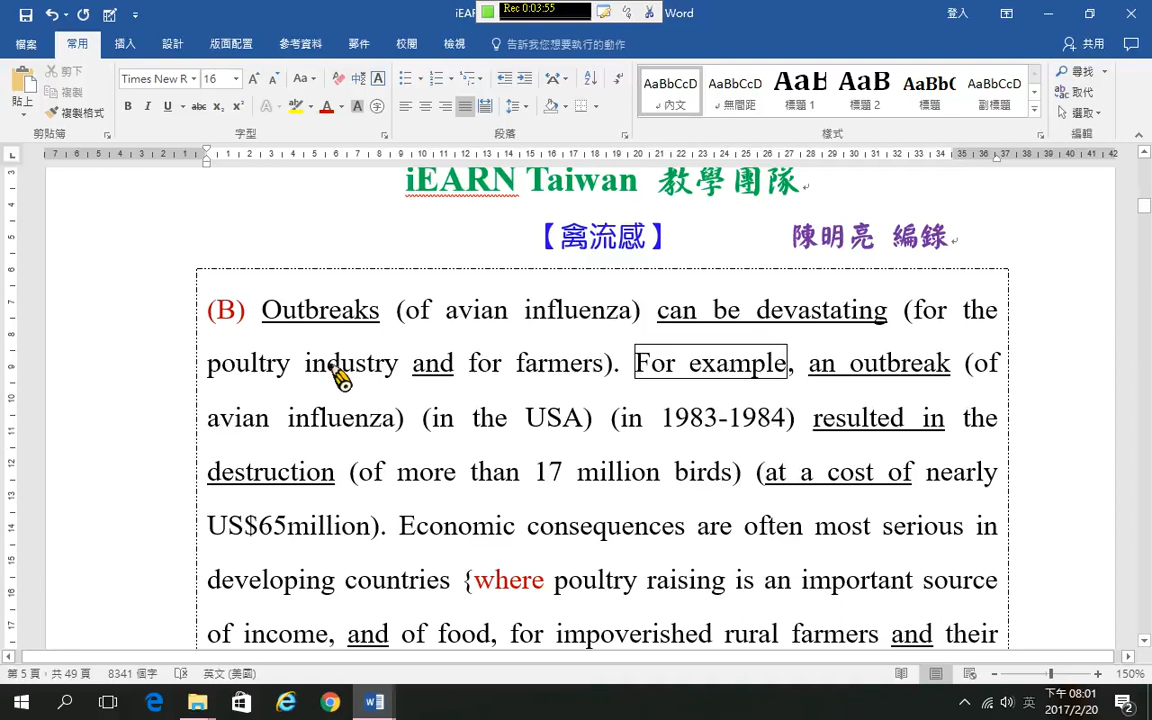 iEAR
Rec 0:03:55
Word
登入
檔案
常用
插入
設計
版面配置
參考資料
郵件
校閱
檢視
告訴我您想要執行的動作
共用
貼上
剪下
複製
複製格式
剪貼簿
Times New R
16
字型
段落
AaBbCcD
內文
AaBbCcD
無間距
AaB
標題 1
AaB
標題 2
AaBb(
標題
AaBbCcD
副標題
樣式
尋找
取代
選取
編輯
iEARN Taiwan 教學團隊
【禽流感】 陳明亮 編錄
(B) Outbreaks (of avian influenza) can be devastating (for the
poultry industry and for farmers). For example, an outbreak (of
avian influenza) (in the USA) (in 1983-1984) resulted in the
destruction (of more than 17 million birds) (at a cost of nearly
US$65million). Economic consequences are often most serious in
developing countries {where poultry raising is an important source
of income, and of food, for impoverished rural farmers and their
第 5 頁，共 49 頁
8341 個字
英文 (美國)
150%
英
下午 08:01
2017/2/20
2